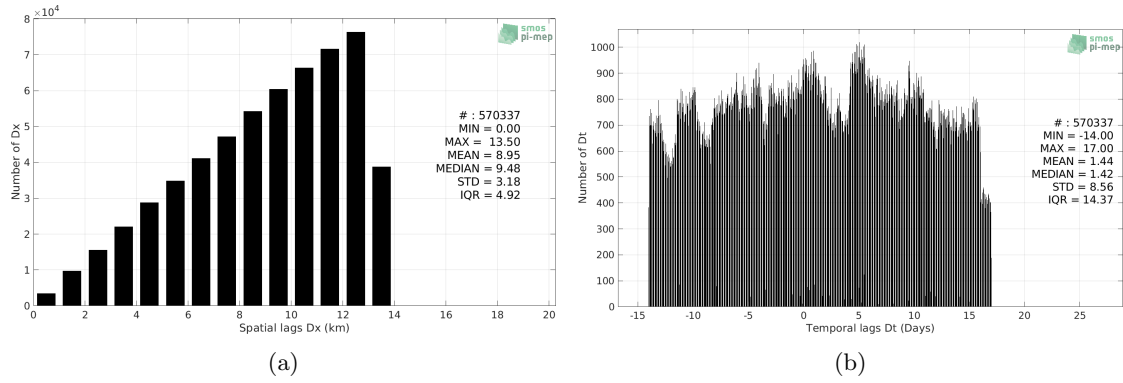 8 ×10⁴
7
6
5
4
3
2
1
0
Number of Dx
smos
pi-mep
# : 570337
MIN = 0.00
MAX = 13.50
MEAN = 8.95
MEDIAN = 9.48
STD = 3.18
IQR = 4.92
0 2 4 6 8 10 12 14 16 18 20
Spatial lags Dx (km)
(a)
1000
900
800
700
600
500
400
300
200
100
0
Number of Dt
smos
pi-mep
# : 570337
MIN = -14.00
MAX = 17.00
MEAN = 1.44
MEDIAN = 1.42
STD = 8.56
IQR = 14.37
-15 -10 -5 0 5 10 15 20 25
Temporal lags Dt (Days)
(b)